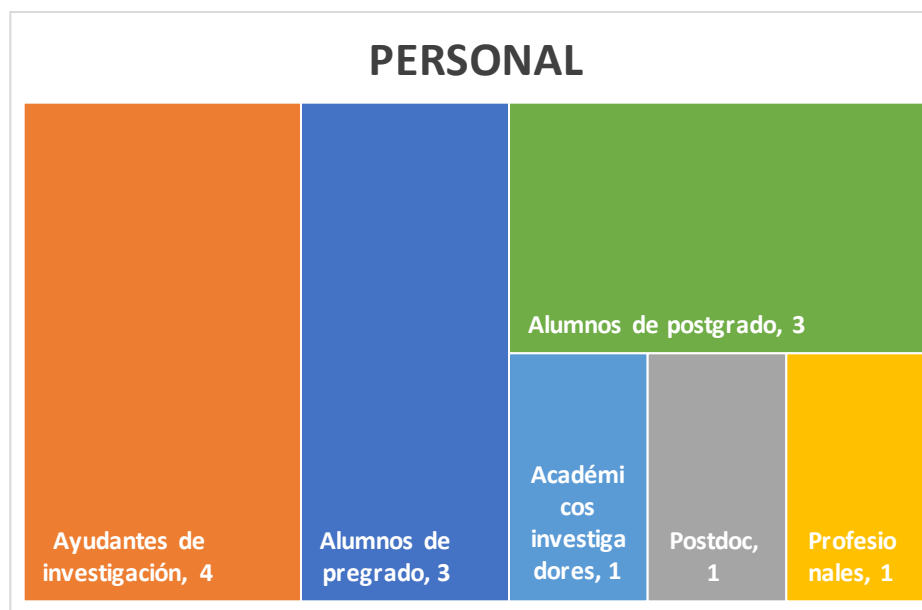 PERSONAL
Alumnos de postgrado, 3
Ayudantes de
investigación, 4
Alumnos de
pregrado, 3
Académi
cos
investiga
dores, 1
Postdoc,
1
Profesio
nales, 1